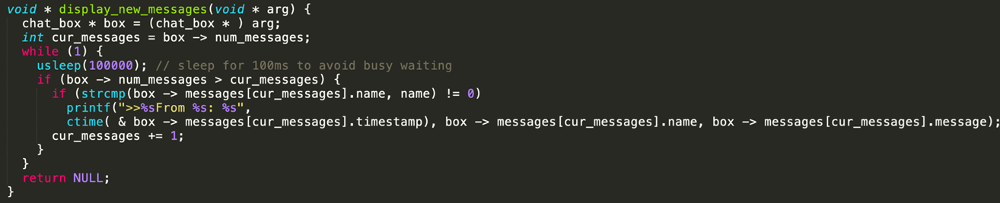 void * display_new_messages(void * arg) {
  chat_box * box = (chat_box * ) arg;
  int cur_messages = box -> num_messages;
  while (1) {
    usleep(100000); // sleep for 100ms to avoid busy waiting
    if (box -> num_messages > cur_messages) {
      if (strcmp(box -> messages[cur_messages].name, name) != 0)
        printf(">>%sFrom %s: %s",
        ctime( & box -> messages[cur_messages].timestamp), box -> messages[cur_messages].name, box -> messages[cur_messages].message);
      cur_messages += 1;
    }
  }
  return NULL;
}